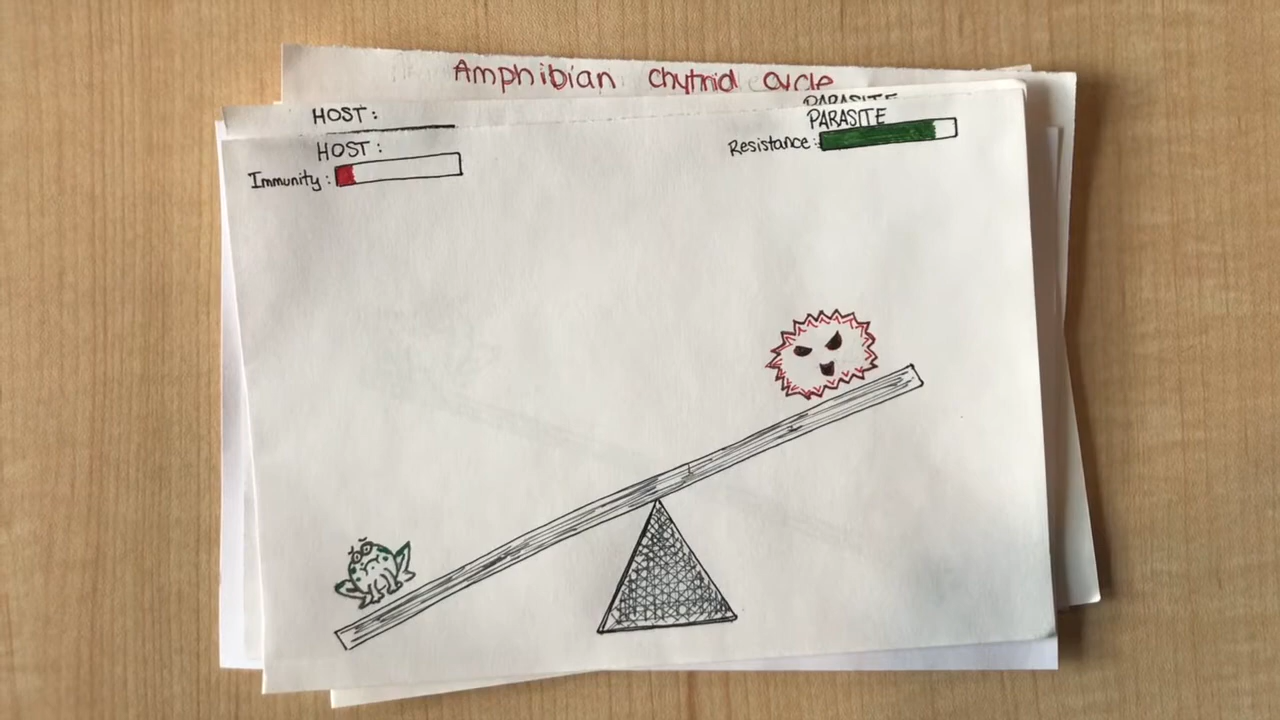 Amphibian Chytrid Cycle
HOST:
PARASITE
HOST:
PARASITE
Immunity:
Resistance: